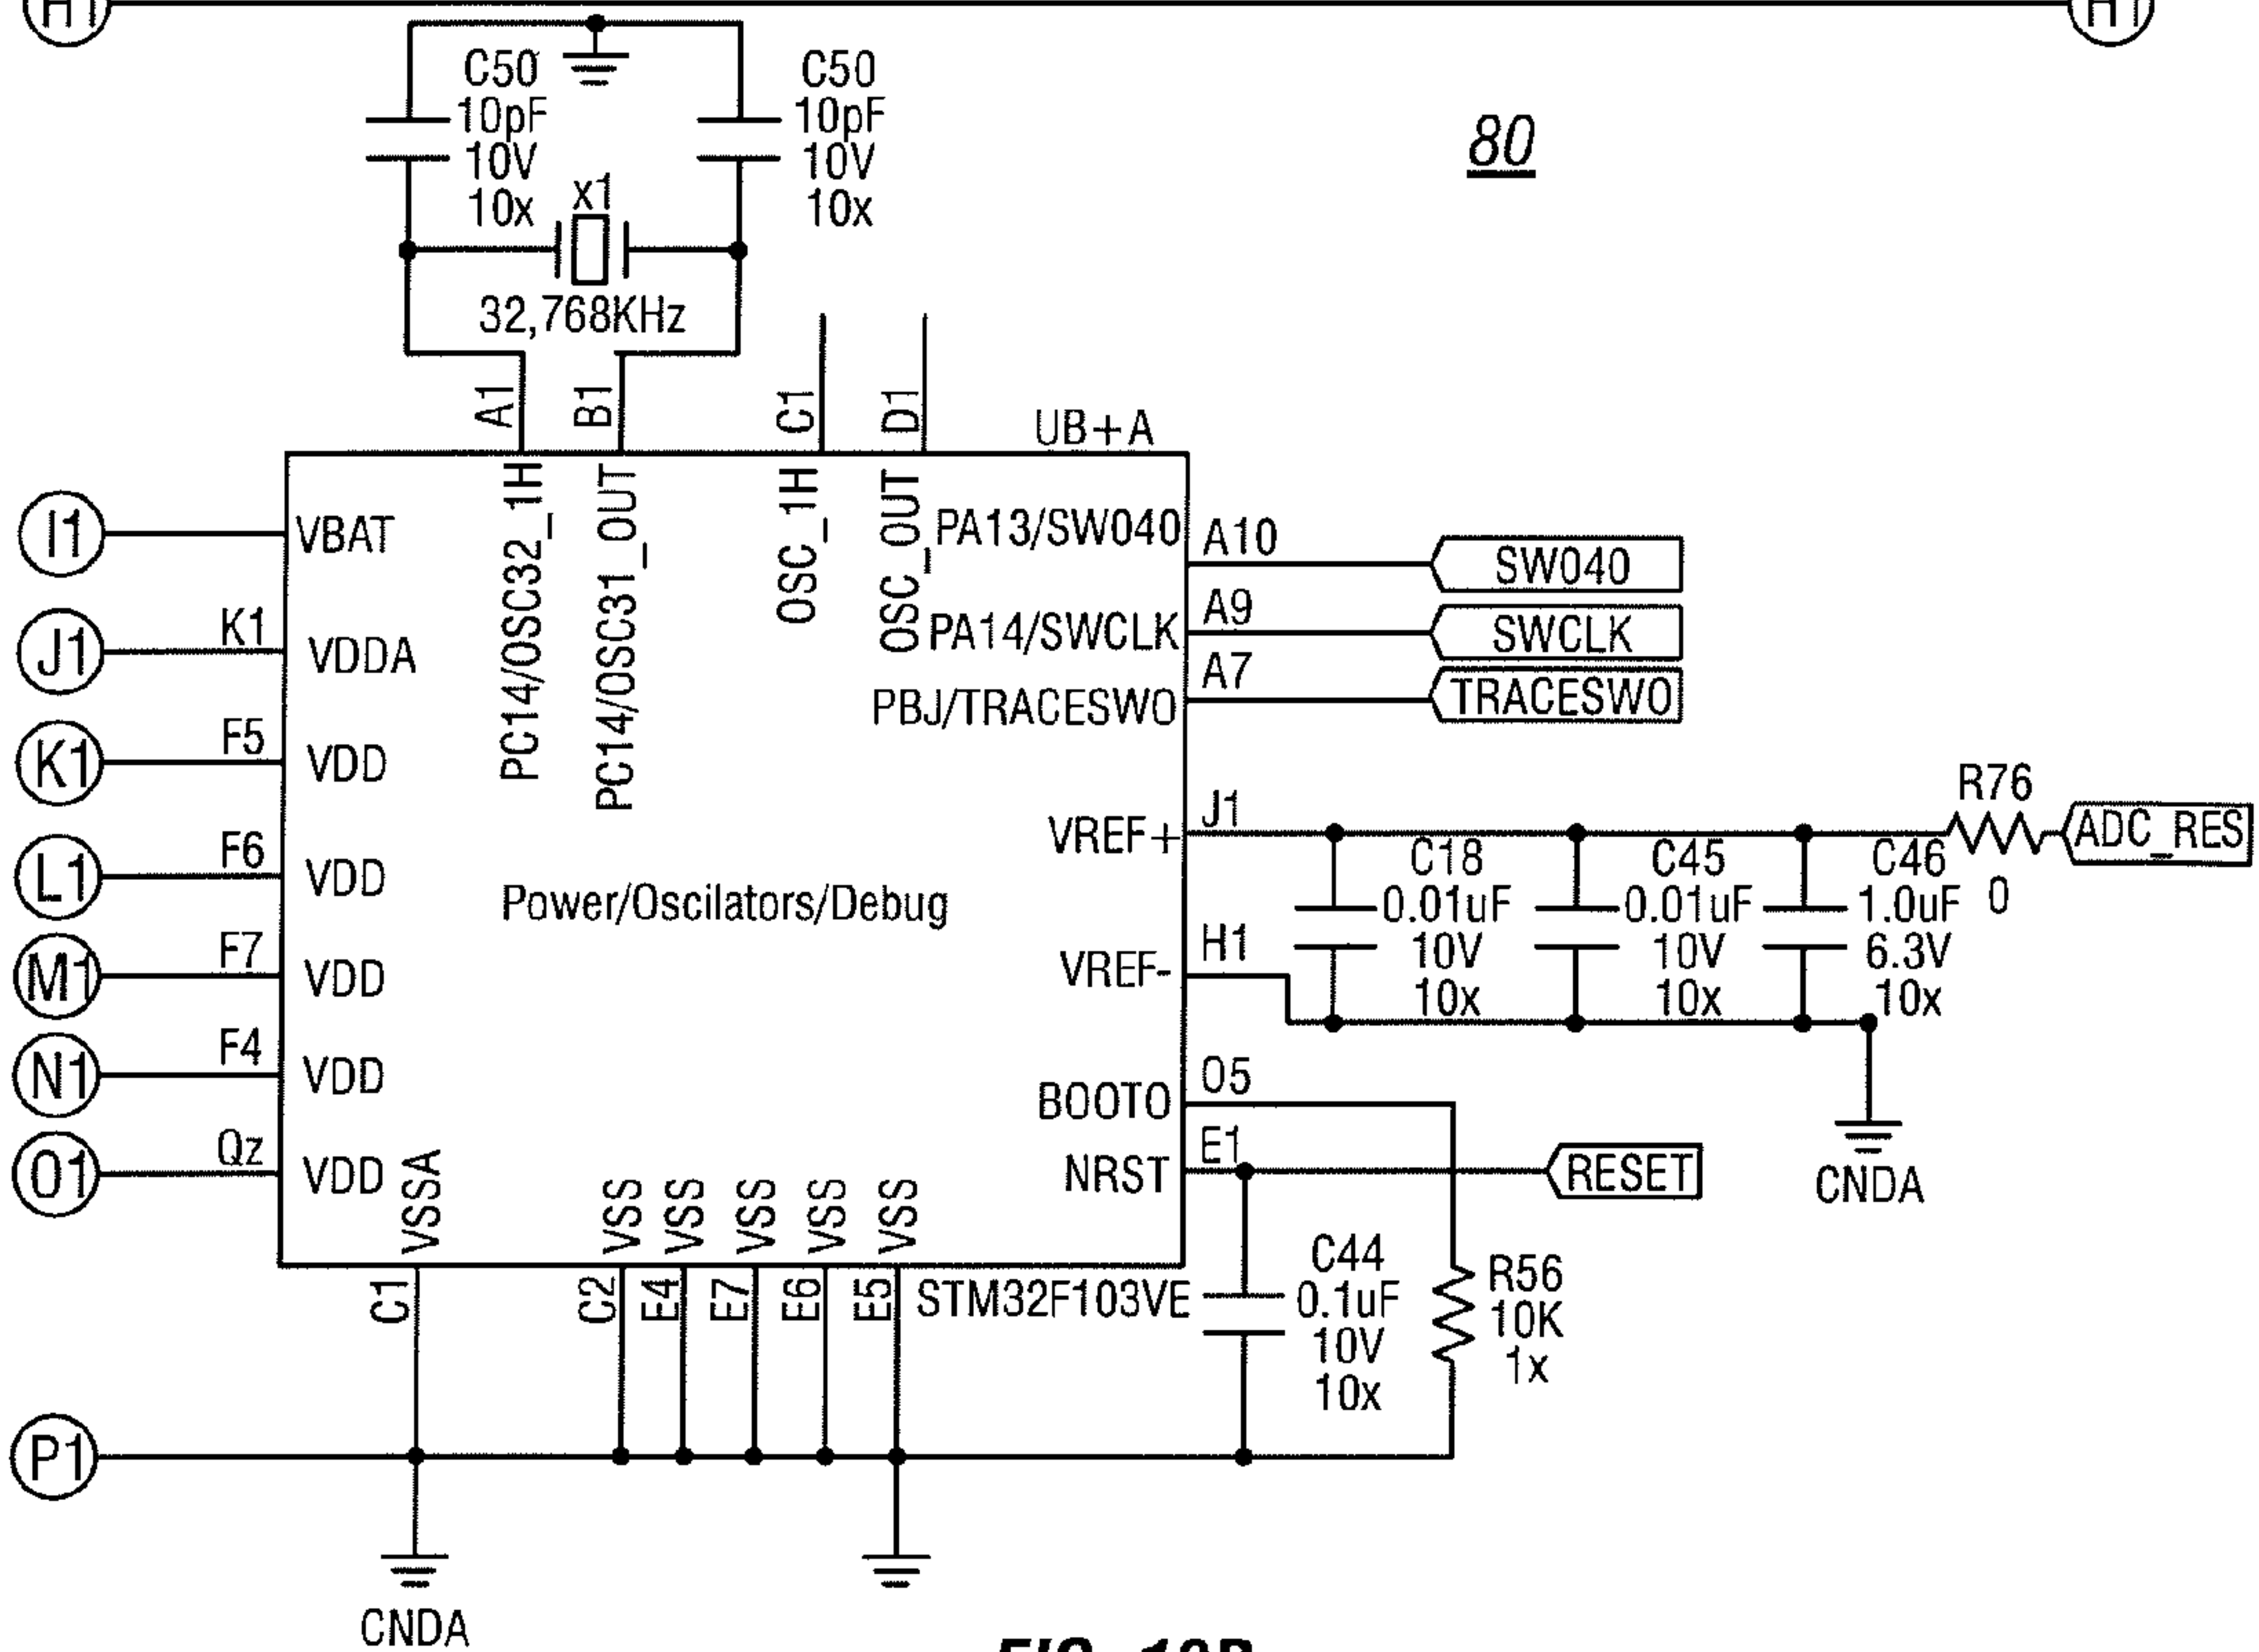 H1
H1
C50
10pF
10V
10x
C50
10pF
10V
10x
80
x1
32,768KHz
A1
B1
C1
D1
UB+A
PC14/OSC32_1H
PC14/OSC31_OUT
OSC_1H
OSC_OUT
I1
VBAT
PA13/SW040
A10
SW040
J1
K1
VDDA
PA14/SWCLK
A9
SWCLK
PBJ/TRACESWO
A7
TRACESWO
K1
F5
VDD
VREF+
J1
R76
0
ADC_RES
C18
0.01uF
10V
10x
C45
0.01uF
10V
10x
C46
1.0uF
6.3V
10x
L1
F6
VDD
Power/Oscilators/Debug
M1
F7
VDD
VREF-
H1
N1
F4
VDD
BOOTO
O5
CNDA
O1
Qz
VDD
NRST
E1
RESET
VSSA
VSS
VSS
VSS
VSS
VSS
C1
C2
E4
E7
E6
E5
STM32F103VE
C44
0.1uF
10V
10x
R56
10K
1x
P1
CNDA